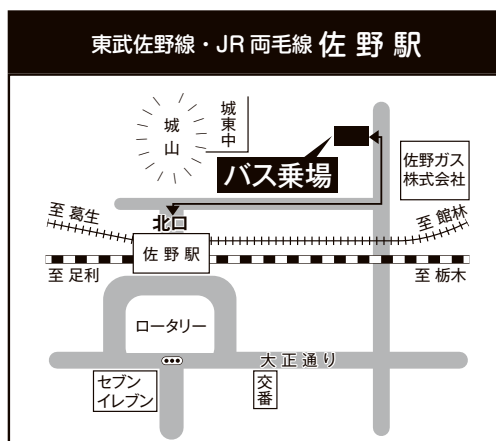 東武佐野線・JR両毛線 佐野駅
城山
城東中
バス乗場
佐野ガス
株式会社
至 葛生
北口
至 館林
佐野駅
至 足利
至 栃木
ロータリー
大正通り
セブン
イレブン
交番